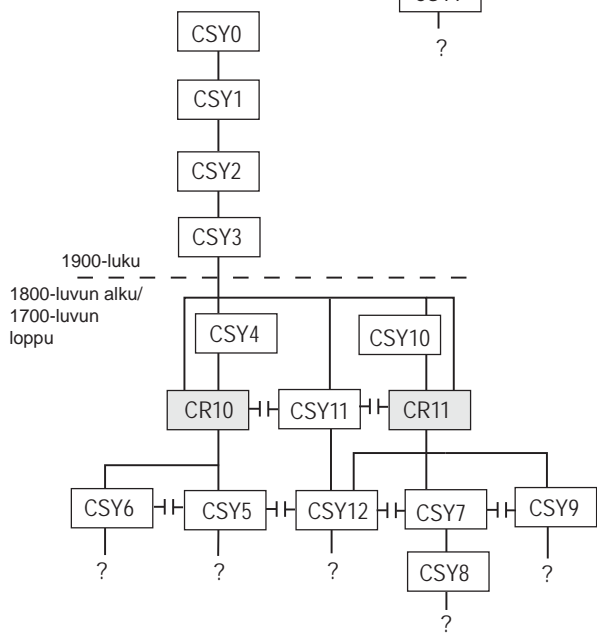 ?
CSY0
CSY1
CSY2
CSY3
1900-luku
1800-luvun alku/
1700-luvun
loppu
CSY4
CSY10
CR10
CSY11
CR11
CSY6
CSY5
CSY12
CSY7
CSY9
?
?
?
?
CSY8
?